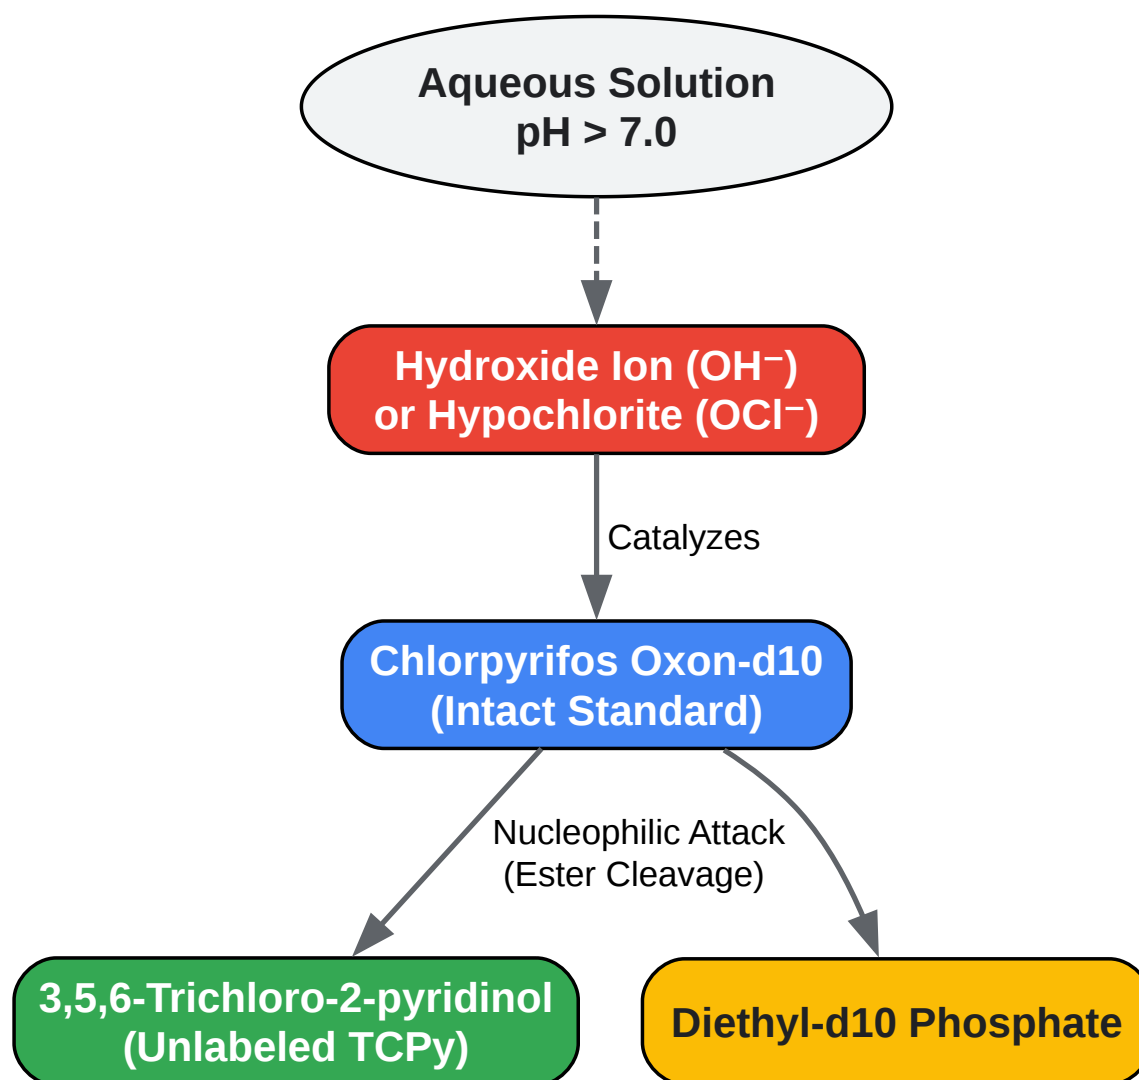 Aqueous Solution
pH > 7.0
Hydroxide Ion (OH⁻)
or Hypochlorite (OCl⁻)
Catalyzes
Chlorpyrifos Oxon-d10
(Intact Standard)
Nucleophilic Attack
(Ester Cleavage)
3,5,6-Trichloro-2-pyridinol
(Unlabeled TCPy)
Diethyl-d10 Phosphate